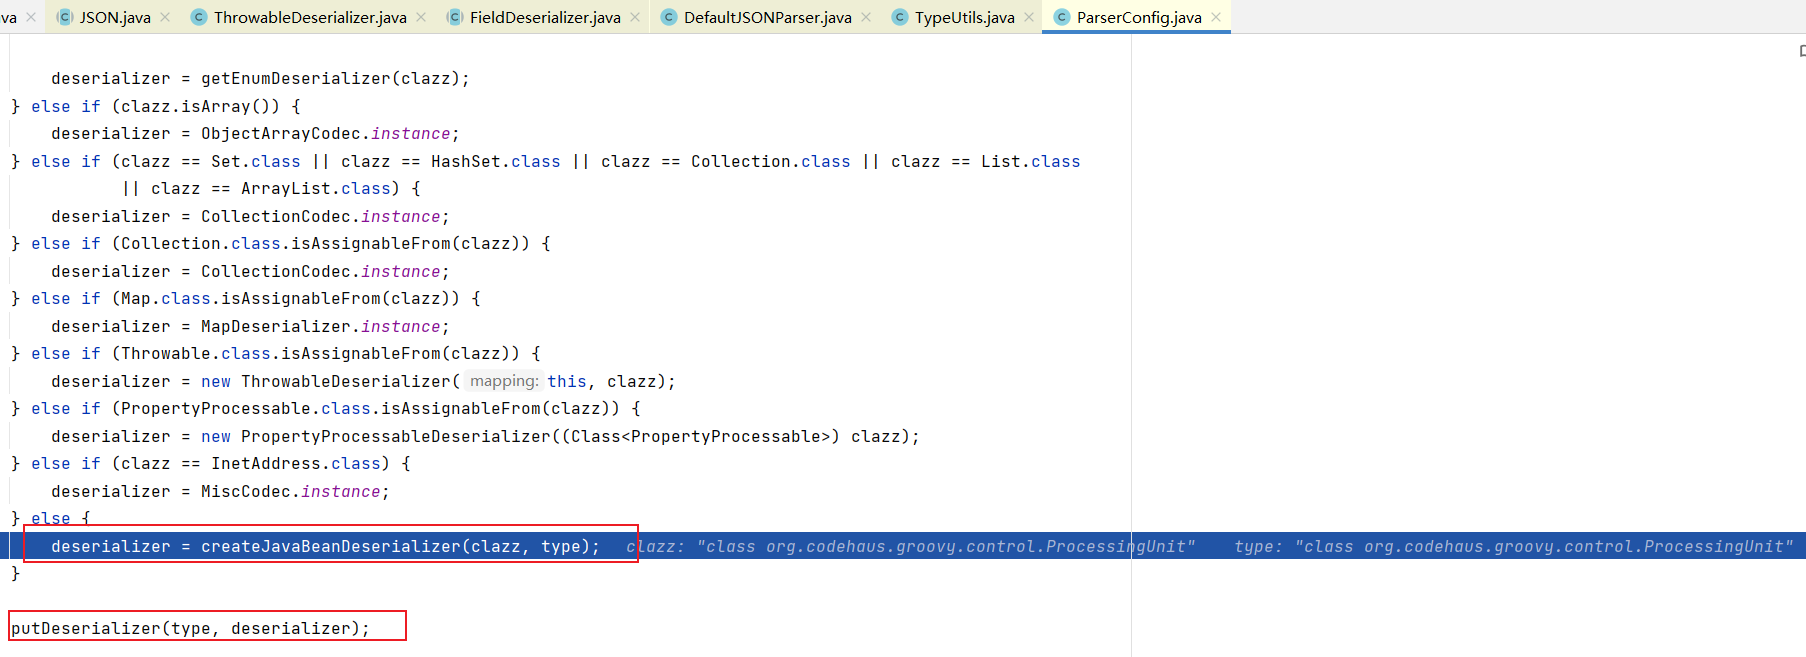 va × JSON.java × ThrowableDeserializer.java × FieldDeserializer.java × DefaultJSONParser.java × TypeUtils.java × ParserConfig.java ×
deserializer = getEnumDeserializer(clazz);
} else if (clazz.isArray()) {
deserializer = ObjectArrayCodec.instance;
} else if (clazz == Set.class || clazz == HashSet.class || clazz == Collection.class || clazz == List.class
|| clazz == ArrayList.class) {
deserializer = CollectionCodec.instance;
} else if (Collection.class.isAssignableFrom(clazz)) {
deserializer = CollectionCodec.instance;
} else if (Map.class.isAssignableFrom(clazz)) {
deserializer = MapDeserializer.instance;
} else if (Throwable.class.isAssignableFrom(clazz)) {
deserializer = new ThrowableDeserializer( mapping: this, clazz);
} else if (PropertyProcessable.class.isAssignableFrom(clazz)) {
deserializer = new PropertyProcessableDeserializer((Class<PropertyProcessable>) clazz);
} else if (clazz == InetAddress.class) {
deserializer = MiscCodec.instance;
} else {
deserializer = createJavaBeanDeserializer(clazz, type); clazz: "class org.codehaus.groovy.control.ProcessingUnit" type: "class org.codehaus.groovy.control.ProcessingUnit"
}
putDeserializer(type, deserializer);